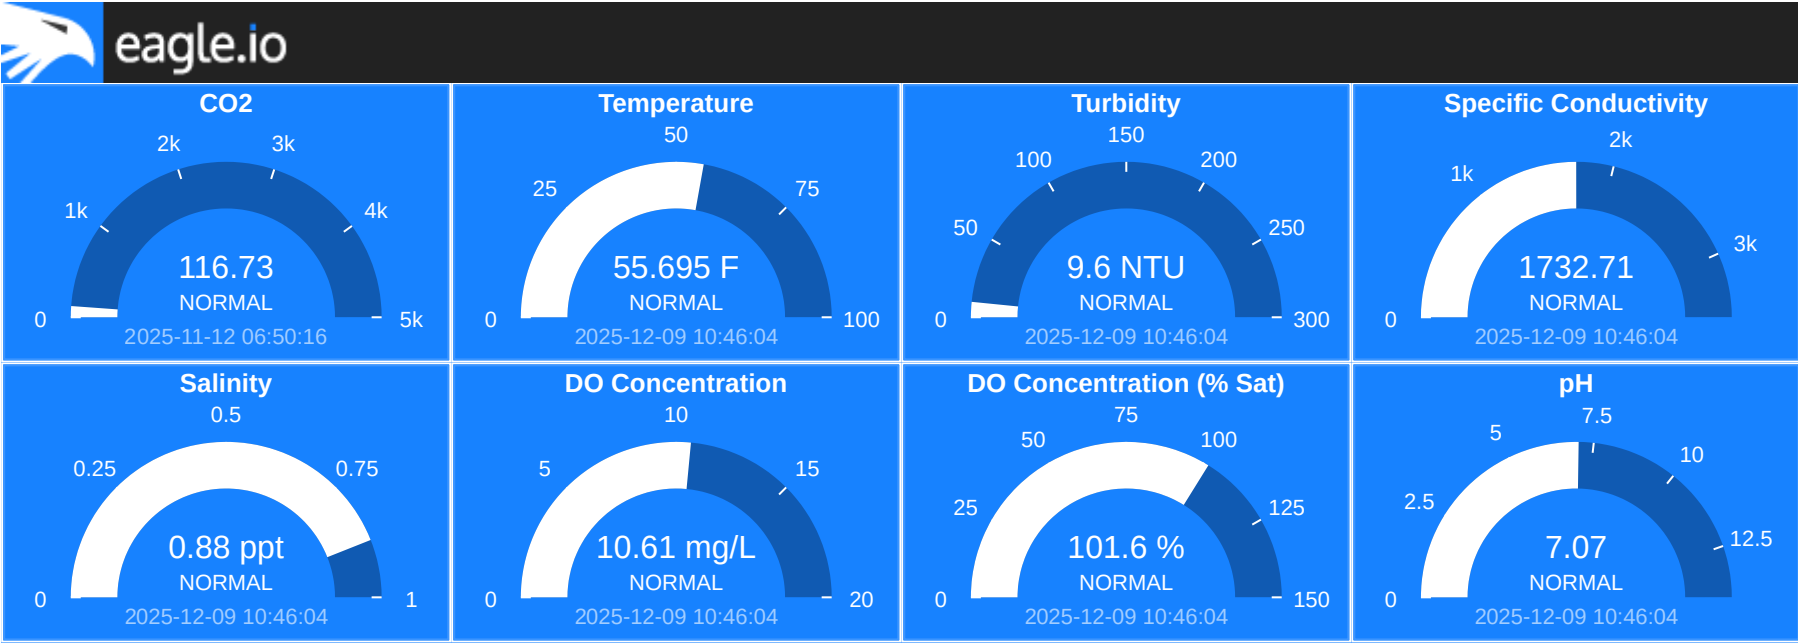 eagle.io
CO2
0
1k
2k
3k
4k
5k
116.73
NORMAL
2025-11-12 06:50:16
Temperature
0
25
50
75
100
55.695 F
NORMAL
2025-12-09 10:46:04
Turbidity
0
50
100
150
200
250
300
9.6 NTU
NORMAL
2025-12-09 10:46:04
Specific Conductivity
0
1k
2k
3k
1732.71
NORMAL
2025-12-09 10:46:04
Salinity
0
0.25
0.5
0.75
1
0.88 ppt
NORMAL
2025-12-09 10:46:04
DO Concentration
0
5
10
15
20
10.61 mg/L
NORMAL
2025-12-09 10:46:04
DO Concentration (% Sat)
0
25
50
75
100
125
150
101.6 %
NORMAL
2025-12-09 10:46:04
pH
0
2.5
5
7.5
10
12.5
7.07
NORMAL
2025-12-09 10:46:04